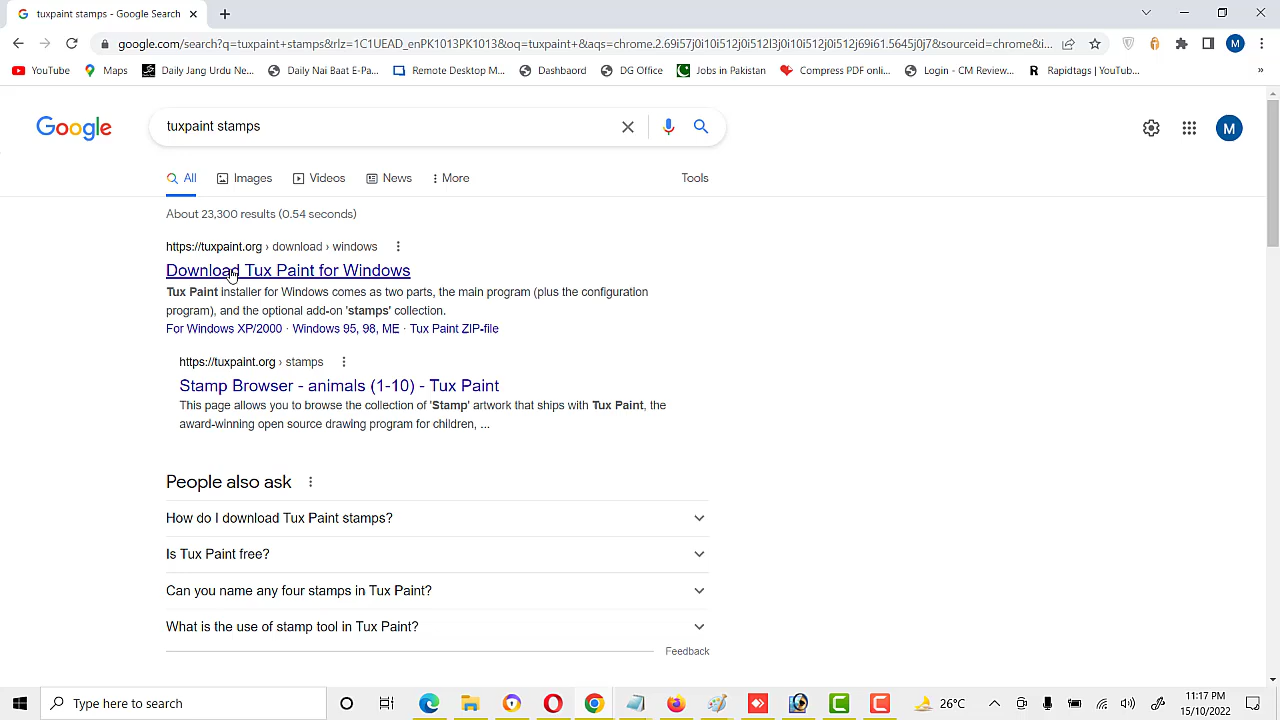 tuxpaint stamps - Google Search
google.com/search?q=tuxpaint+stamps&rlz=1C1UEAD_enPK1013PK1013&oq=tuxpaint+&aqs=chrome.2.69i57j0i10i512j0i512l3j0i10i512j0i512j69i61.5645j0j7&sourceid=chrome&i...
YouTube
Maps
Daily Jang Urdu Ne...
Daily Nai Baat E-Pa...
Remote Desktop M...
Dashbaord
DG Office
Jobs in Pakistan
Compress PDF onli...
Login - CM Review...
R Rapidtags | YouTub...
»
Google
tuxpaint stamps
M
All
Images
Videos
News
More
Tools
About 23,300 results (0.54 seconds)
https://tuxpaint.org › download › windows
Download Tux Paint for Windows
Tux Paint installer for Windows comes as two parts, the main program (plus the configuration
program), and the optional add-on 'stamps' collection.
For Windows XP/2000 · Windows 95, 98, ME · Tux Paint ZIP-file
https://tuxpaint.org › stamps
Stamp Browser - animals (1-10) - Tux Paint
This page allows you to browse the collection of 'Stamp' artwork that ships with Tux Paint, the
award-winning open source drawing program for children, ...
People also ask
How do I download Tux Paint stamps?
Is Tux Paint free?
Can you name any four stamps in Tux Paint?
What is the use of stamp tool in Tux Paint?
Feedback
Type here to search
26°C
11:17 PM
15/10/2022